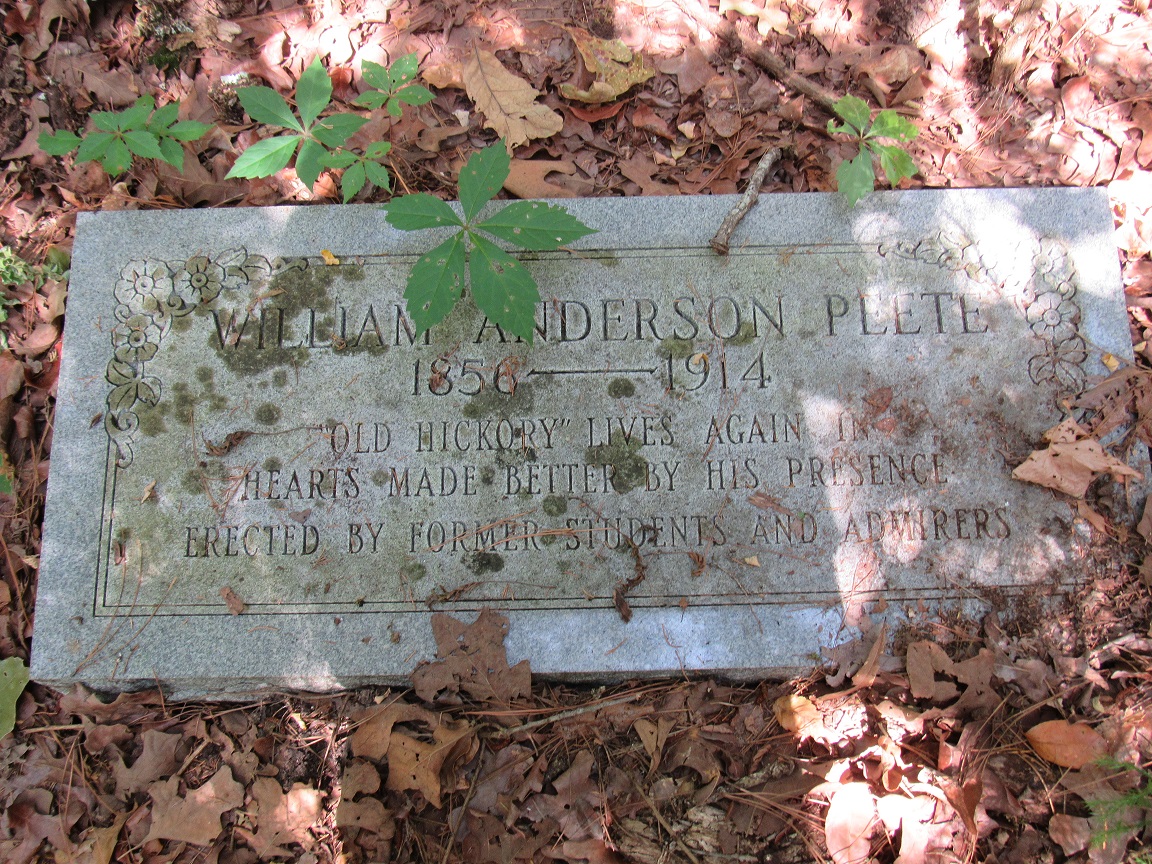 WILLIAM ANDERSON PEETE
1856—1914
"OLD HICKORY" LIVES AGAIN IN
HEARTS MADE BETTER BY HIS PRESENCE
ERECTED BY FORMER STUDENTS AND ADMIRERS